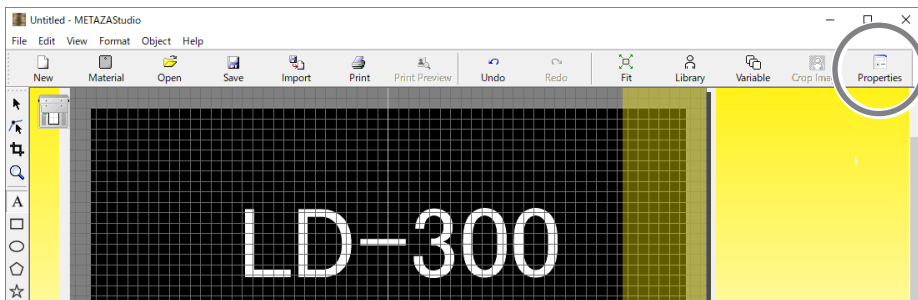 Untitled - METAZAStudio
File Edit View Format Object Help
New Material Open Save Import Print Print Preview Undo Redo Fit Library Variable Crop Ima Properties
A
LD-300